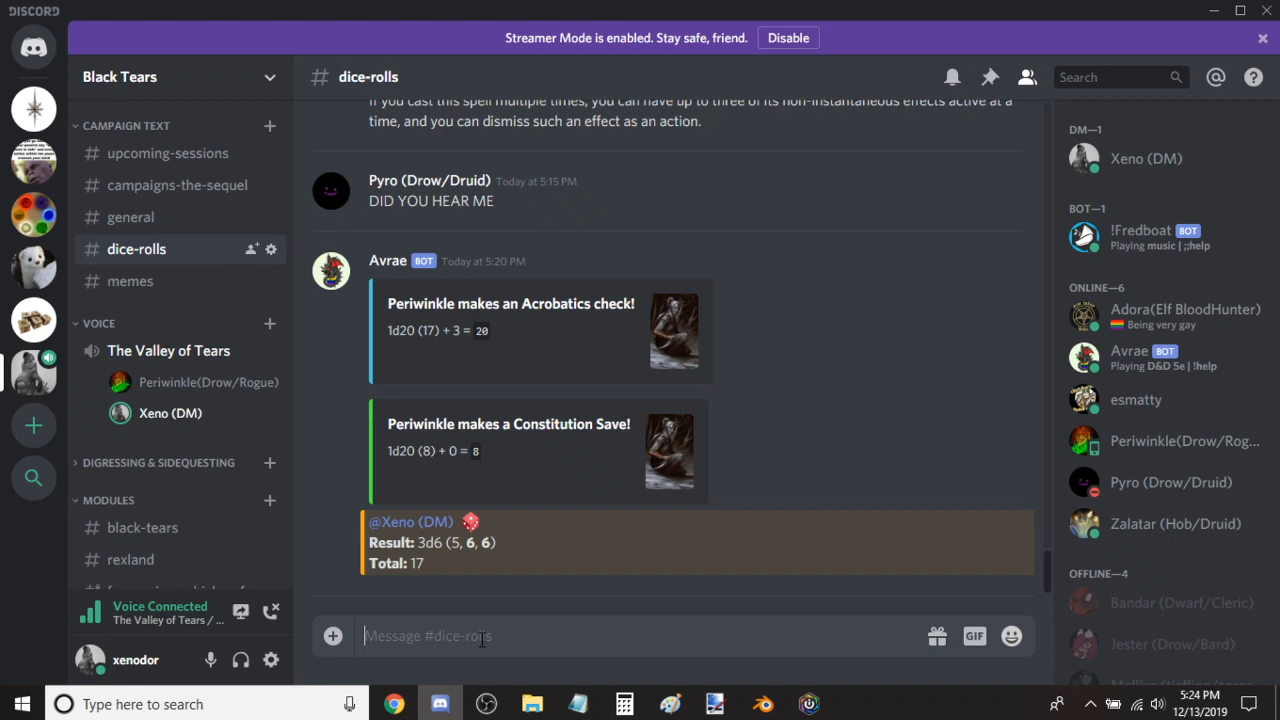 DISCORD
Streamer Mode is enabled. Stay safe, friend.
Disable
Black Tears
CAMPAIGN TEXT
# upcoming-sessions
# campaigns-the-sequel
# general
# dice-rolls
# memes
VOICE
The Valley of Tears
Periwinkle(Drow/Rogue)
Xeno (DM)
DIGRESSING & SIDEQUESTING
MODULES
# black-tears
# rexland
Voice Connected
The Valley of Tears / ...
xenodor
# dice-rolls
Search
If you cast this spell multiple times, you can have up to three of its non-instantaneous effects active at a
time, and you can dismiss such an effect as an action.
Pyro (Drow/Druid) Today at 5:15 PM
DID YOU HEAR ME
Avrae BOT Today at 5:20 PM
Periwinkle makes an Acrobatics check!
1d20 (17) + 3 = 20
Periwinkle makes a Constitution Save!
1d20 (8) + 0 = 8
@Xeno (DM)
Result: 3d6 (5, 6, 6)
Total: 17
Message #dice-rolls
GIF
DM—1
Xeno (DM)
BOT—1
!Fredboat BOT
Playing music | ;;help
ONLINE—6
Adora(Elf BloodHunter)
Being very gay
Avrae BOT
Playing D&D 5e | !help
esmatty
Periwinkle(Drow/Rog...
Pyro (Drow/Druid)
Zalatar (Hob/Druid)
OFFLINE—4
Bandar (Dwarf/Cleric)
Jester (Drow/Bard)
Type here to search
5:24 PM
12/13/2019